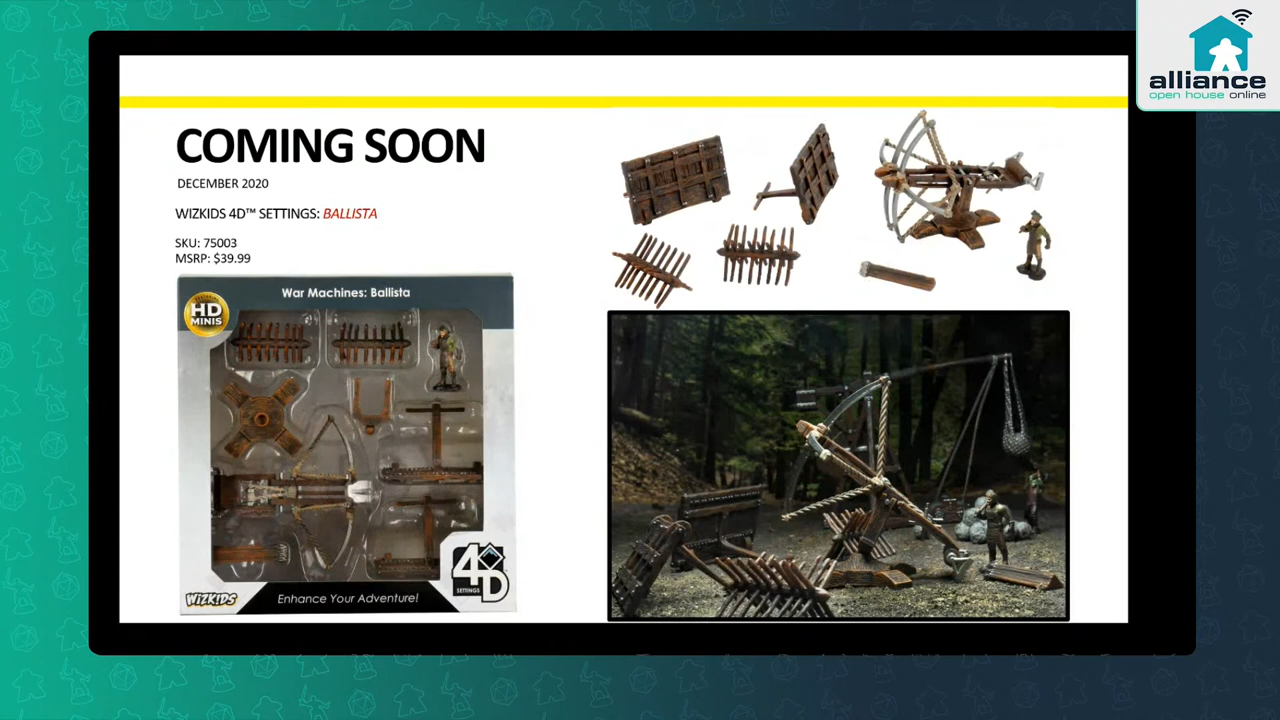 alliance
open house online
COMING SOON
DECEMBER 2020
WIZKIDS 4D™ SETTINGS: BALLISTA
SKU: 75003
MSRP: $39.99
War Machines: Ballista
HD
MINIS
4D
SETTINGS
WIZKIDS
Enhance Your Adventure!